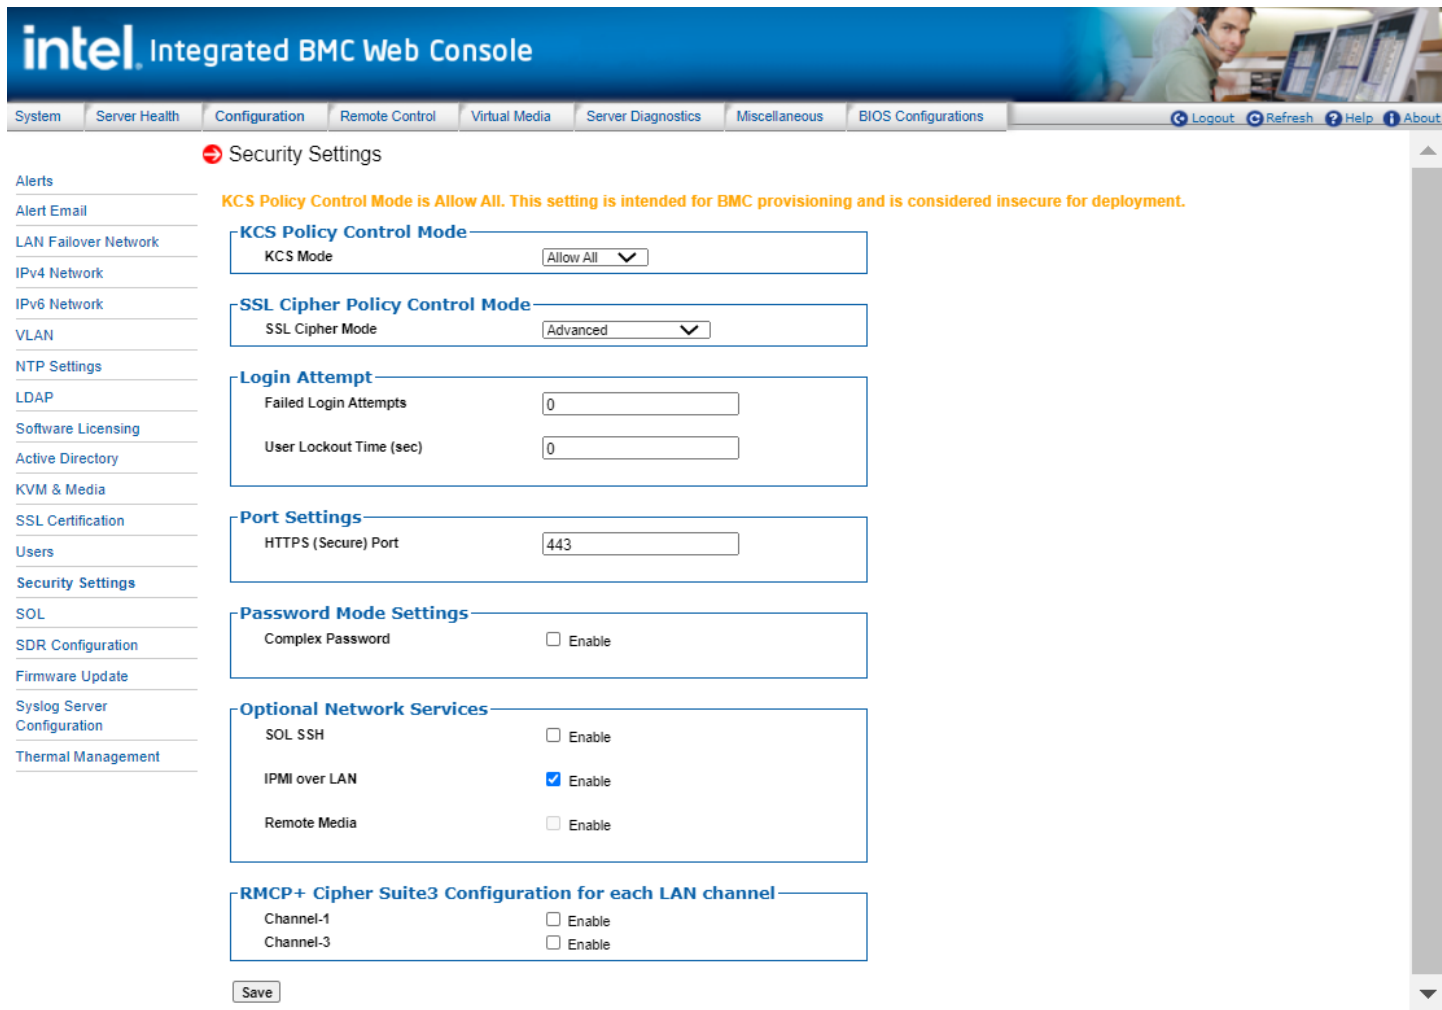 intel. Integrated BMC Web Console
System Server Health Configuration Remote Control Virtual Media Server Diagnostics Miscellaneous BIOS Configurations Logout Refresh Help About
Security Settings
Alerts
Alert Email
LAN Failover Network
IPv4 Network
IPv6 Network
VLAN
NTP Settings
LDAP
Software Licensing
Active Directory
KVM & Media
SSL Certification
Users
Security Settings
SOL
SDR Configuration
Firmware Update
Syslog Server
Configuration
Thermal Management
KCS Policy Control Mode is Allow All. This setting is intended for BMC provisioning and is considered insecure for deployment.
KCS Policy Control Mode
KCS Mode Allow All
SSL Cipher Policy Control Mode
SSL Cipher Mode Advanced
Login Attempt
Failed Login Attempts 0
User Lockout Time (sec) 0
Port Settings
HTTPS (Secure) Port 443
Password Mode Settings
Complex Password Enable
Optional Network Services
SOL SSH Enable
IPMI over LAN Enable
Remote Media Enable
RMCP+ Cipher Suite3 Configuration for each LAN channel
Channel-1 Enable
Channel-3 Enable
Save